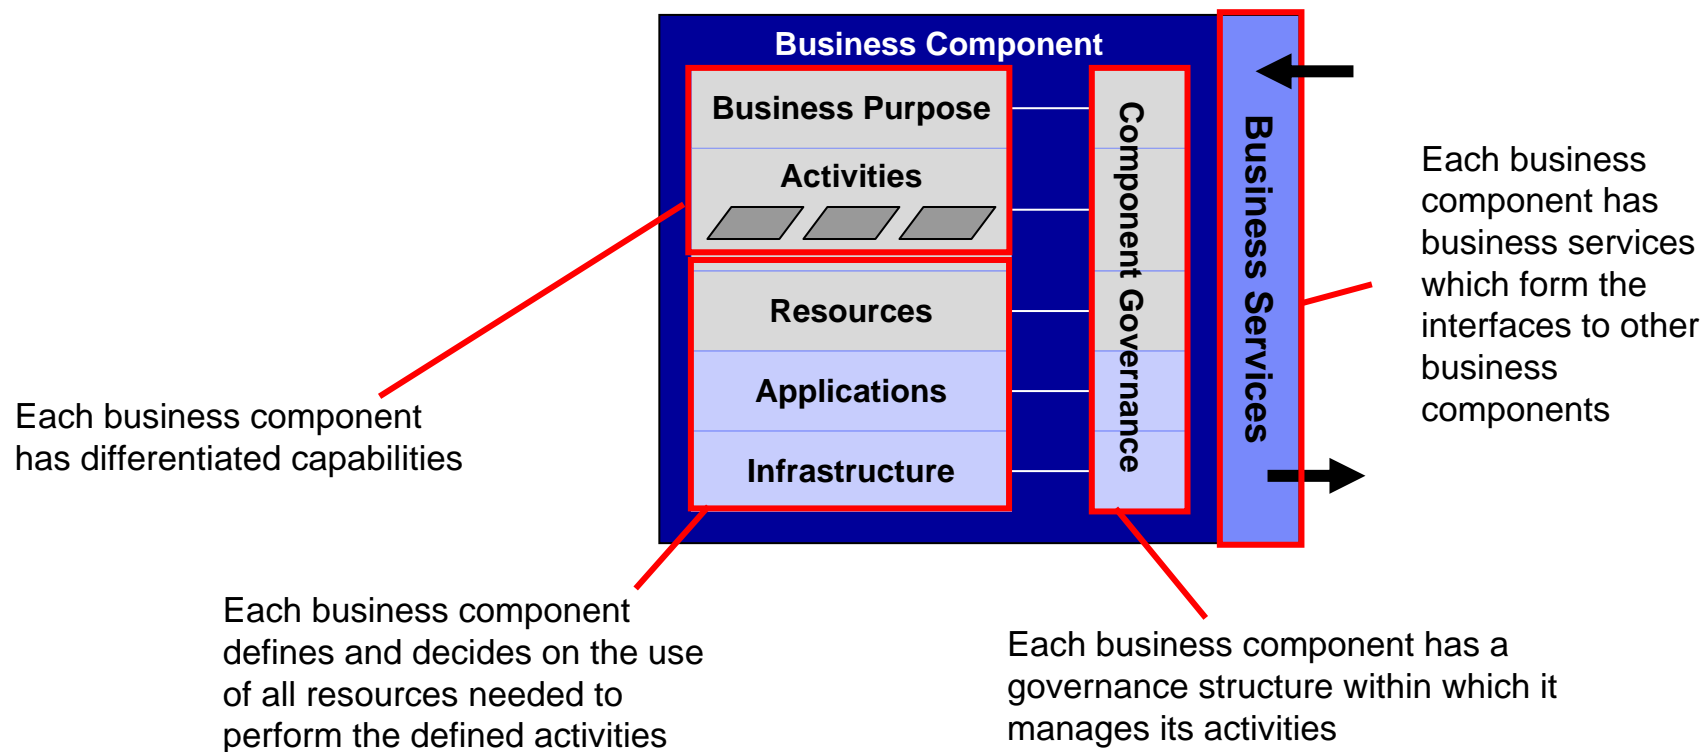 Business Component
Business Purpose
Activities
Resources
Applications
Infrastructure
Component Governance
Business Services
Each business
component has
business services
which form the
interfaces to other
business
components
Each business component
has differentiated capabilities
Each business component
defines and decides on the use
of all resources needed to
perform the defined activities
Each business component has a
governance structure within which it
manages its activities